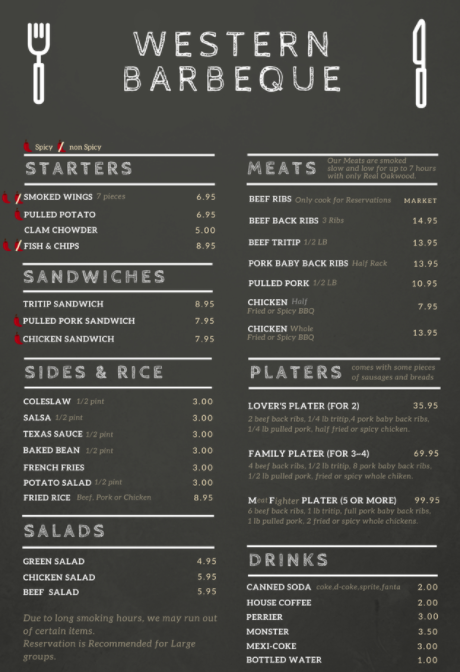 WESTERN
BARBEQUE
Spicy non Spicy
STARTERS
SMOKED WINGS 7 pieces 6.95
PULLED POTATO 6.95
CLAM CHOWDER 5.00
FISH & CHIPS 8.95
SANDWICHES
TRITIP SANDWICH 8.95
PULLED PORK SANDWICH 7.95
CHICKEN SANDWICH 7.95
SIDES & RICE
COLESLAW 1/2 pint 3.00
SALSA 1/2 pint 3.00
TEXAS SAUCE 1/2 pint 3.00
BAKED BEAN 1/2 pint 3.00
FRENCH FRIES 3.00
POTATO SALAD 1/2 pint 3.00
FRIED RICE Beef, Pork or Chicken 8.95
SALADS
GREEN SALAD 4.95
CHICKEN SALAD 5.95
BEEF SALAD 5.95
Due to long smoking hours, we may run out
of certain items.
Reservation is Recommended for Large
groups.
MEATS
Our Meats are smoked
slow and low for up to 7 hours
with only Real Oakwood.
BEEF RIBS Only cook for Reservations MARKET
BEEF BACK RIBS 3 Ribs 14.95
BEEF TRITIP 1/2 LB 13.95
PORK BABY BACK RIBS Half Rack 13.95
PULLED PORK 1/2 LB 10.95
CHICKEN Half 7.95
Fried or Spicy BBQ
CHICKEN Whole 13.95
Fried or Spicy BBQ
PLATERS
comes with some pieces
of sausages and breads
LOVER'S PLATER (FOR 2) 35.95
2 beef back ribs, 1/4 lb tritip,4 pork baby back ribs,
1/4 lb pulled pork, half fried or spicy chicken.
FAMILY PLATER (FOR 3-4) 69.95
4 beef back ribs, 1/2 lb tritip, 8 pork baby back ribs,
1/2 lb pulled pork, fried or spicy whole chiken.
Meat Fighter PLATER (5 OR MORE) 99.95
6 beef back ribs, 1 lb tritip, full pork baby back ribs,
1 lb pulled pork, 2 fried or spicy whole chickens.
DRINKS
CANNED SODA coke,d-coke,sprite,fanta 2.00
HOUSE COFFEE 2.00
PERRIER 3.00
MONSTER 3.50
MEXI-COKE 3.00
BOTTLED WATER 1.00